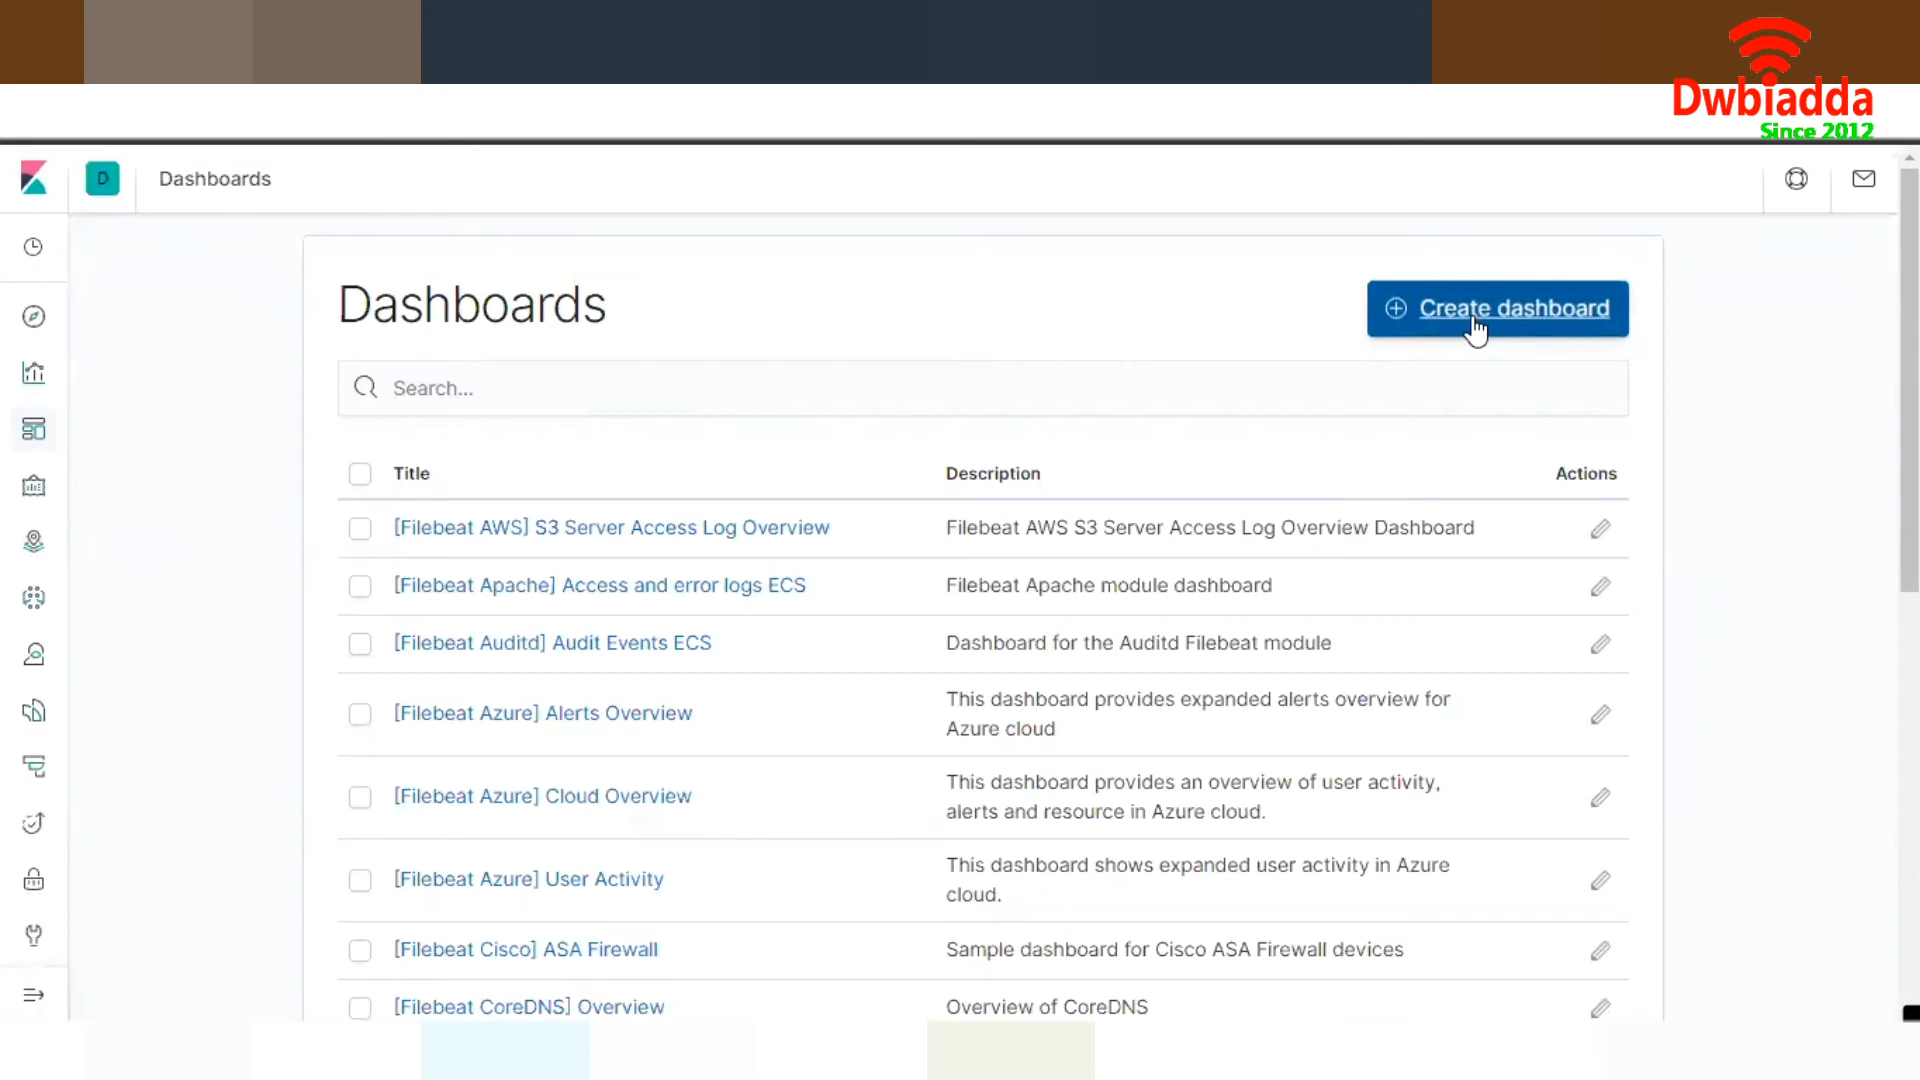 Dwbiadda
Since 2012
D
Dashboards
Dashboards
Create dashboard
Search...
Title Description Actions
[Filebeat AWS] S3 Server Access Log Overview Filebeat AWS S3 Server Access Log Overview Dashboard
[Filebeat Apache] Access and error logs ECS Filebeat Apache module dashboard
[Filebeat Auditd] Audit Events ECS Dashboard for the Auditd Filebeat module
[Filebeat Azure] Alerts Overview This dashboard provides expanded alerts overview for
Azure cloud
[Filebeat Azure] Cloud Overview This dashboard provides an overview of user activity,
alerts and resource in Azure cloud.
[Filebeat Azure] User Activity This dashboard shows expanded user activity in Azure
cloud.
[Filebeat Cisco] ASA Firewall Sample dashboard for Cisco ASA Firewall devices
[Filebeat CoreDNS] Overview Overview of CoreDNS